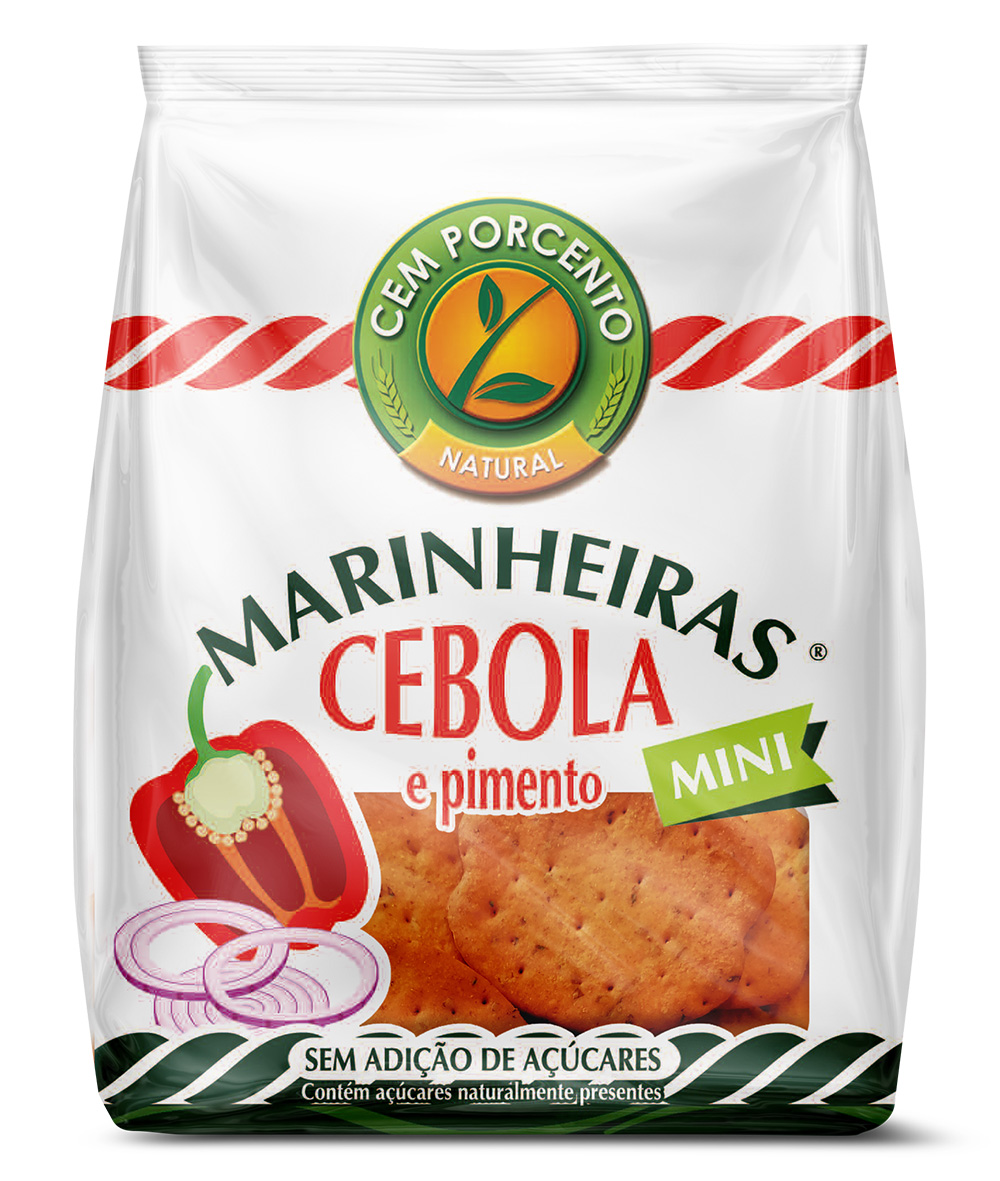 CEM PORCENTO
NATURAL
MARINHEIRAS®
CEBOLA
e pimento
MINI
SEM ADIÇÃO DE AÇÚCARES
Contém açúcares naturalmente presentes